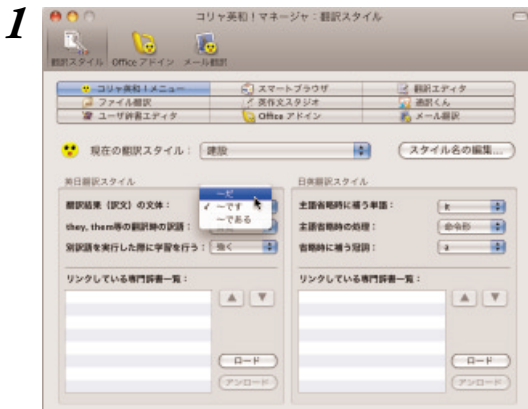 1
コリャ英和！マネージャ：翻訳スタイル
翻訳スタイル Office アドイン メール翻訳
コリャ英和！メニュー スマートブラウザ 翻訳エディタ
ファイル翻訳 英作文スタジオ 通訳くん
ユーザ辞書エディタ Office アドイン メール翻訳
現在の翻訳スタイル： 建設 スタイル名の編集...
英日翻訳スタイル 日英翻訳スタイル
～だ
翻訳結果（訳文）の文体： ✓ ～です 主語省略時に補う単語： it
～である
they, them等の翻訳時の訳語： 主語省略時の処理： 命令形
別訳語を実行した際に学習を行う： 強く 省略時に補う冠詞： a
リンクしている専門辞書一覧： リンクしている専門辞書一覧：
▲ ▼ ▲ ▼
ロード ロード
アンロード アンロード